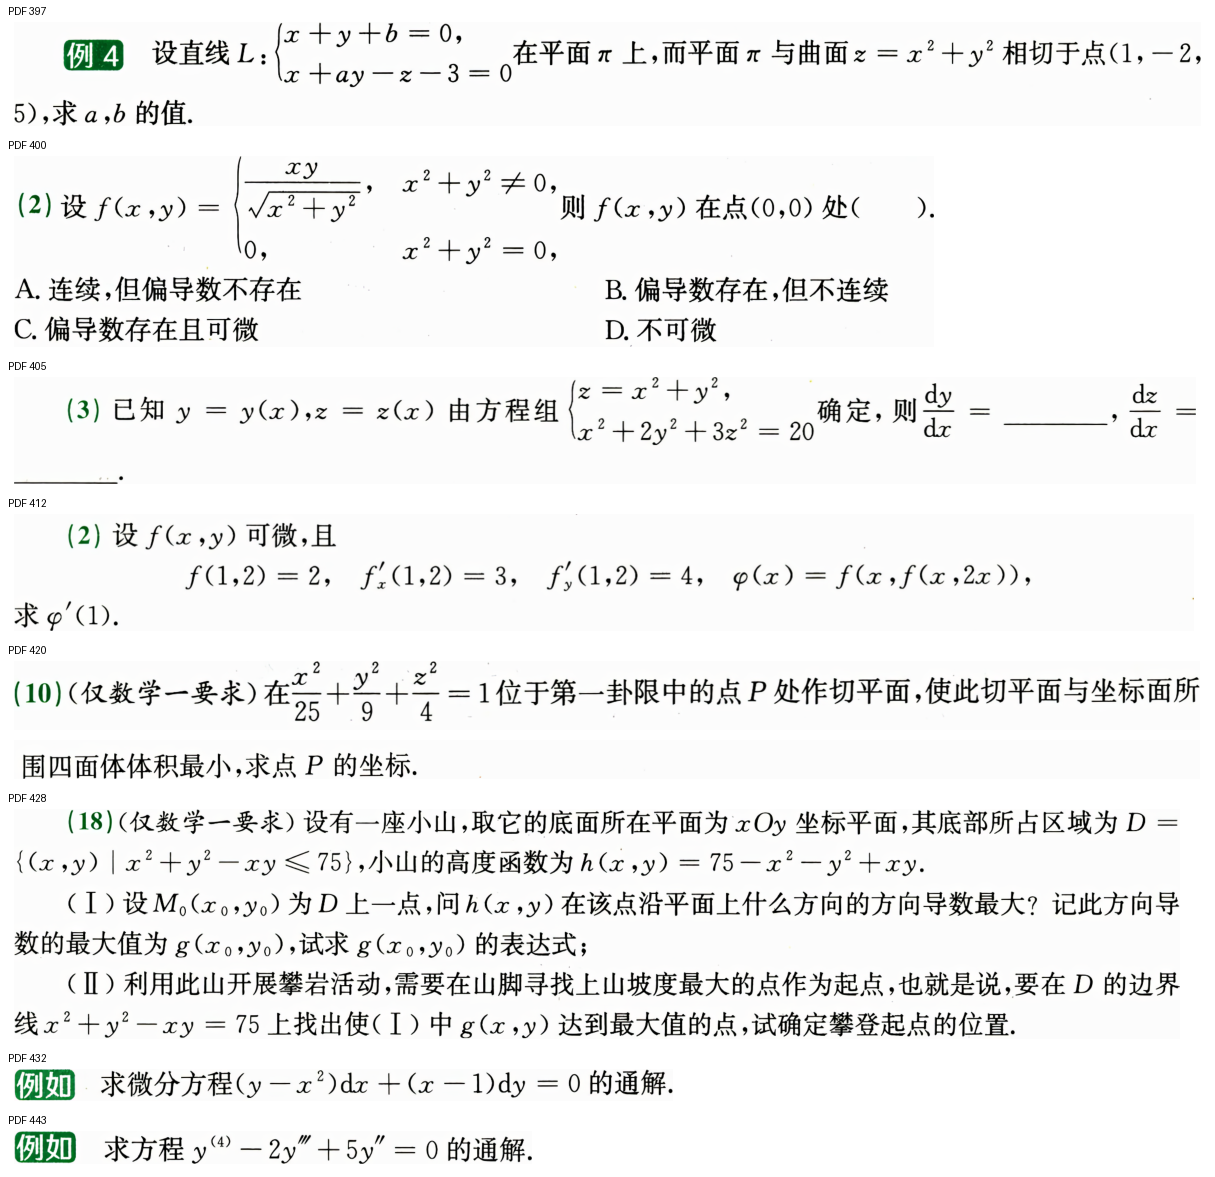 PDF 397
例 4 设直线 L: { x + y + b = 0, x + ay - z - 3 = 0 在平面 π 上,而平面 π 与曲面 z = x² + y² 相切于点(1, -2,
5),求 a,b 的值.
PDF 400
(2) 设 f(x,y) = { xy/√(x² + y²), x² + y² ≠ 0, 0, x² + y² = 0, 则 f(x,y) 在点(0,0) 处(  ).
A. 连续,但偏导数不存在 B. 偏导数存在,但不连续
C. 偏导数存在且可微 D. 不可微
PDF 405
(3) 已知 y = y(x),z = z(x) 由方程组 { z = x² + y², x² + 2y² + 3z² = 20 确定, 则 dy/dx = ________, dz/dx =
________.
PDF 412
(2) 设 f(x,y) 可微,且
f(1,2) = 2, f′ₓ(1,2) = 3, f′ᵧ(1,2) = 4, φ(x) = f(x,f(x,2x)),
求 φ′(1).
PDF 420
(10)(仅数学一要求) 在 x²/25 + y²/9 + z²/4 = 1 位于第一卦限中的点 P 处作切平面,使此切平面与坐标面所
围四面体体积最小,求点 P 的坐标.
PDF 428
(18)(仅数学一要求) 设有一座小山,取它的底面所在平面为 xOy 坐标平面,其底部所占区域为 D =
{(x,y) | x² + y² - xy ≤ 75},小山的高度函数为 h(x,y) = 75 - x² - y² + xy.
(Ⅰ) 设 M₀(x₀,y₀) 为 D 上一点,问 h(x,y) 在该点沿平面上什么方向的方向导数最大? 记此方向导
数的最大值为 g(x₀,y₀),试求 g(x₀,y₀) 的表达式;
(Ⅱ) 利用此山开展攀岩活动,需要在山脚寻找上山坡度最大的点作为起点,也就是说,要在 D 的边界
线 x² + y² - xy = 75 上找出使(Ⅰ) 中 g(x,y) 达到最大值的点,试确定攀登起点的位置.
PDF 432
例如 求微分方程(y - x²)dx + (x - 1)dy = 0 的通解.
PDF 443
例如 求方程 y⁽⁴⁾ - 2y‴ + 5y″ = 0 的通解.